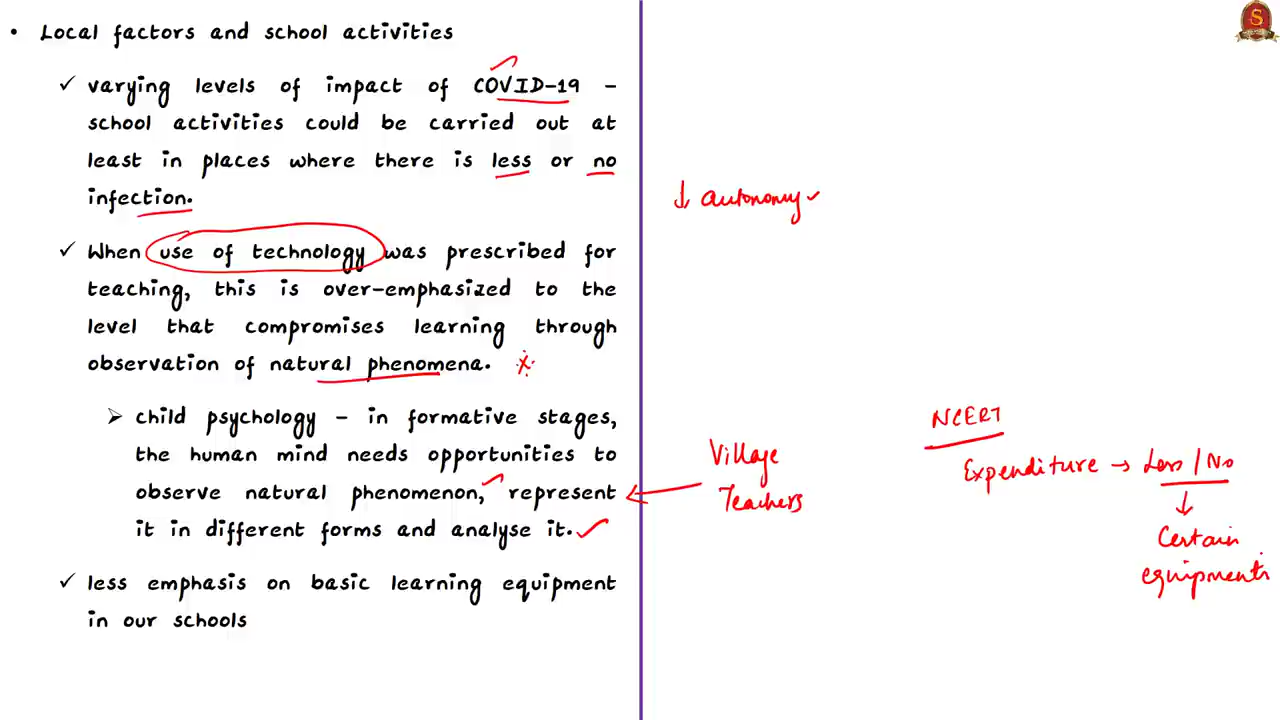 • Local factors and school activities
✓ varying levels of impact of COVID-19 -
school activities could be carried out at
least in places where there is less or no
infection.
✓ When use of technology was prescribed for
teaching, this is over-emphasized to the
level that compromises learning through
observation of natural phenomena.
➢ child psychology - in formative stages,
the human mind needs opportunities to
observe natural phenomenon, represent
it in different forms and analyse it.
✓ less emphasis on basic learning equipment
in our schools
↓ autonomy
Village
Teachers
NCERT
Expenditure → Less / No
↓
Certain
equipments
S